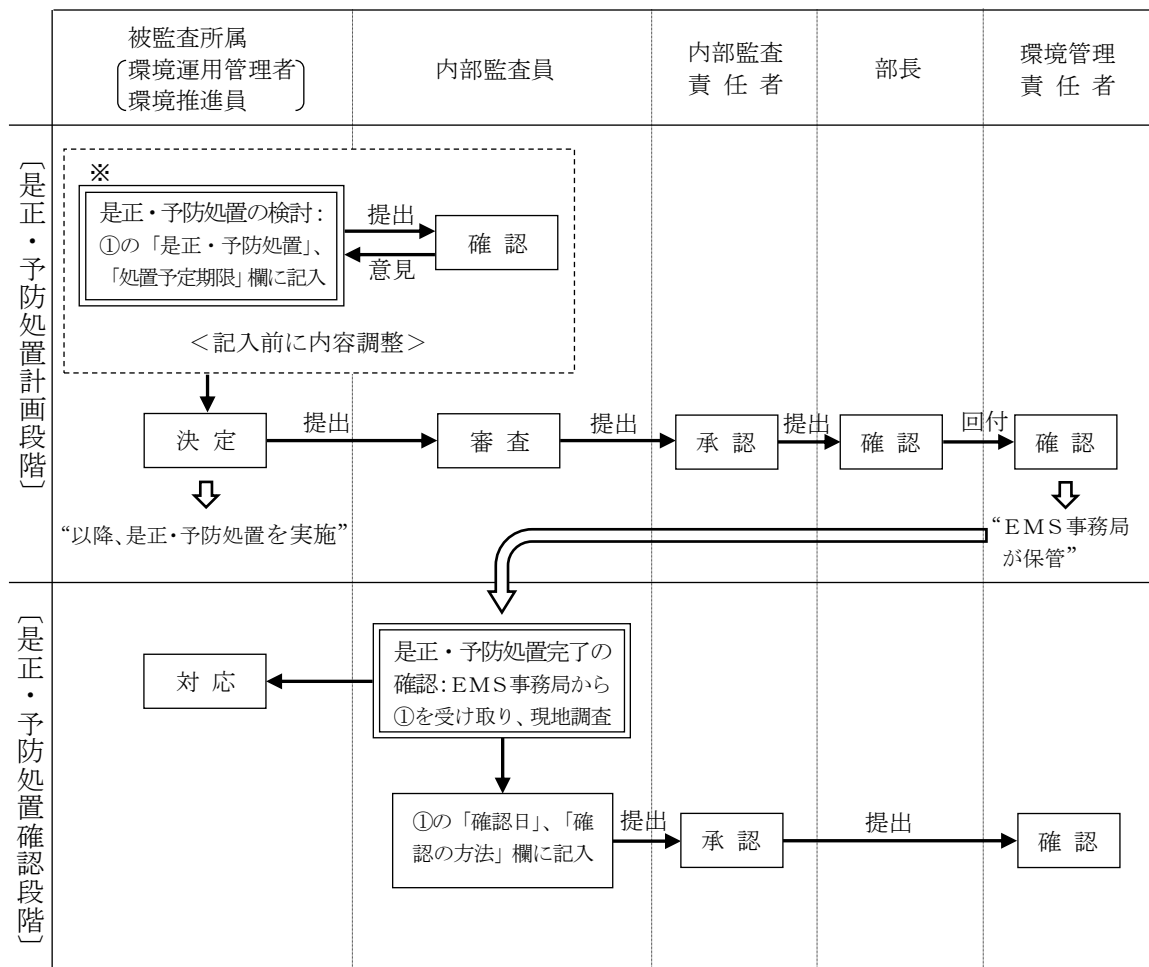 被監査所属
環境運用管理者
環境推進員
内部監査員
内部監査
責任者
部長
環境管理
責任者
〔是正・予防処置計画段階〕
※
是正・予防処置の検討：
①の「是正・予防処置」、
「処置予定期限」欄に記入
提出
意見
確認
＜記入前に内容調整＞
決定
提出
審査
提出
承認
提出
確認
回付
確認
“以降、是正・予防処置を実施”
“ＥＭＳ事務局
が保管”
〔是正・予防処置確認段階〕
対応
是正・予防処置完了の
確認：ＥＭＳ事務局から
①を受け取り、現地調査
①の「確認日」、「確
認の方法」欄に記入
提出
承認
提出
確認